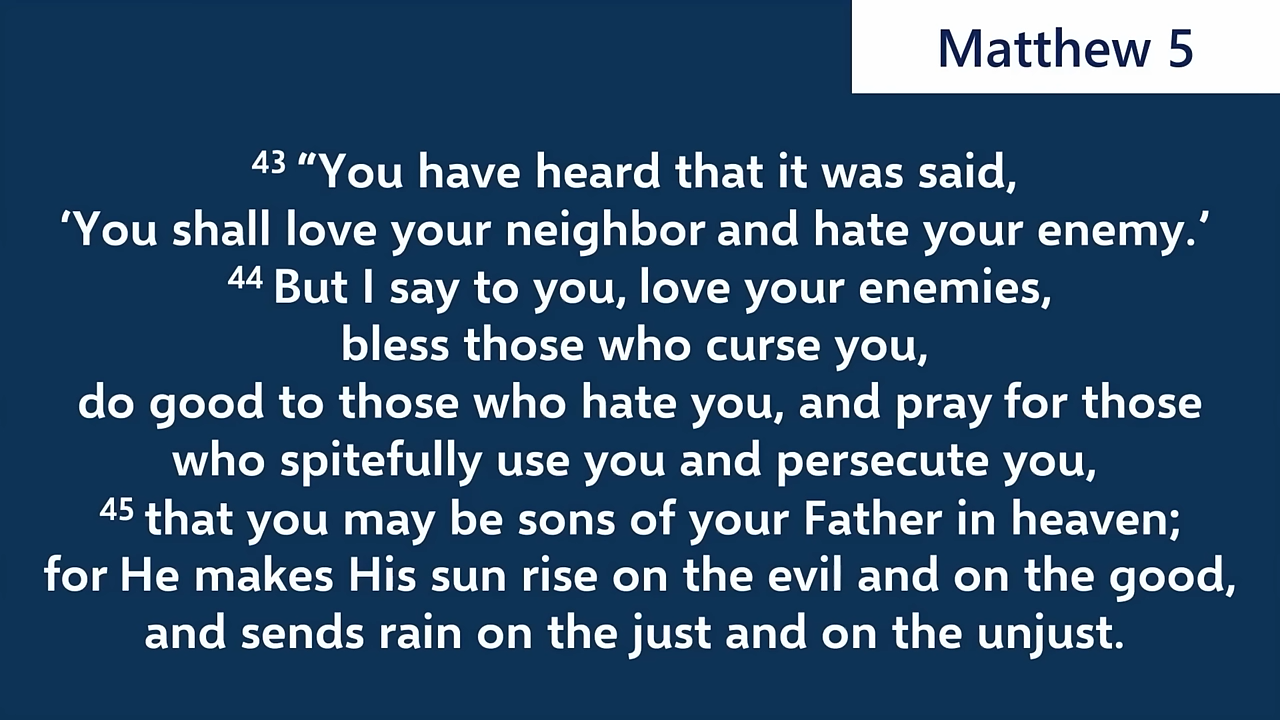 Matthew 5
43 “You have heard that it was said,
‘You shall love your neighbor and hate your enemy.’
44 But I say to you, love your enemies,
bless those who curse you,
do good to those who hate you, and pray for those
who spitefully use you and persecute you,
45 that you may be sons of your Father in heaven;
for He makes His sun rise on the evil and on the good,
and sends rain on the just and on the unjust.